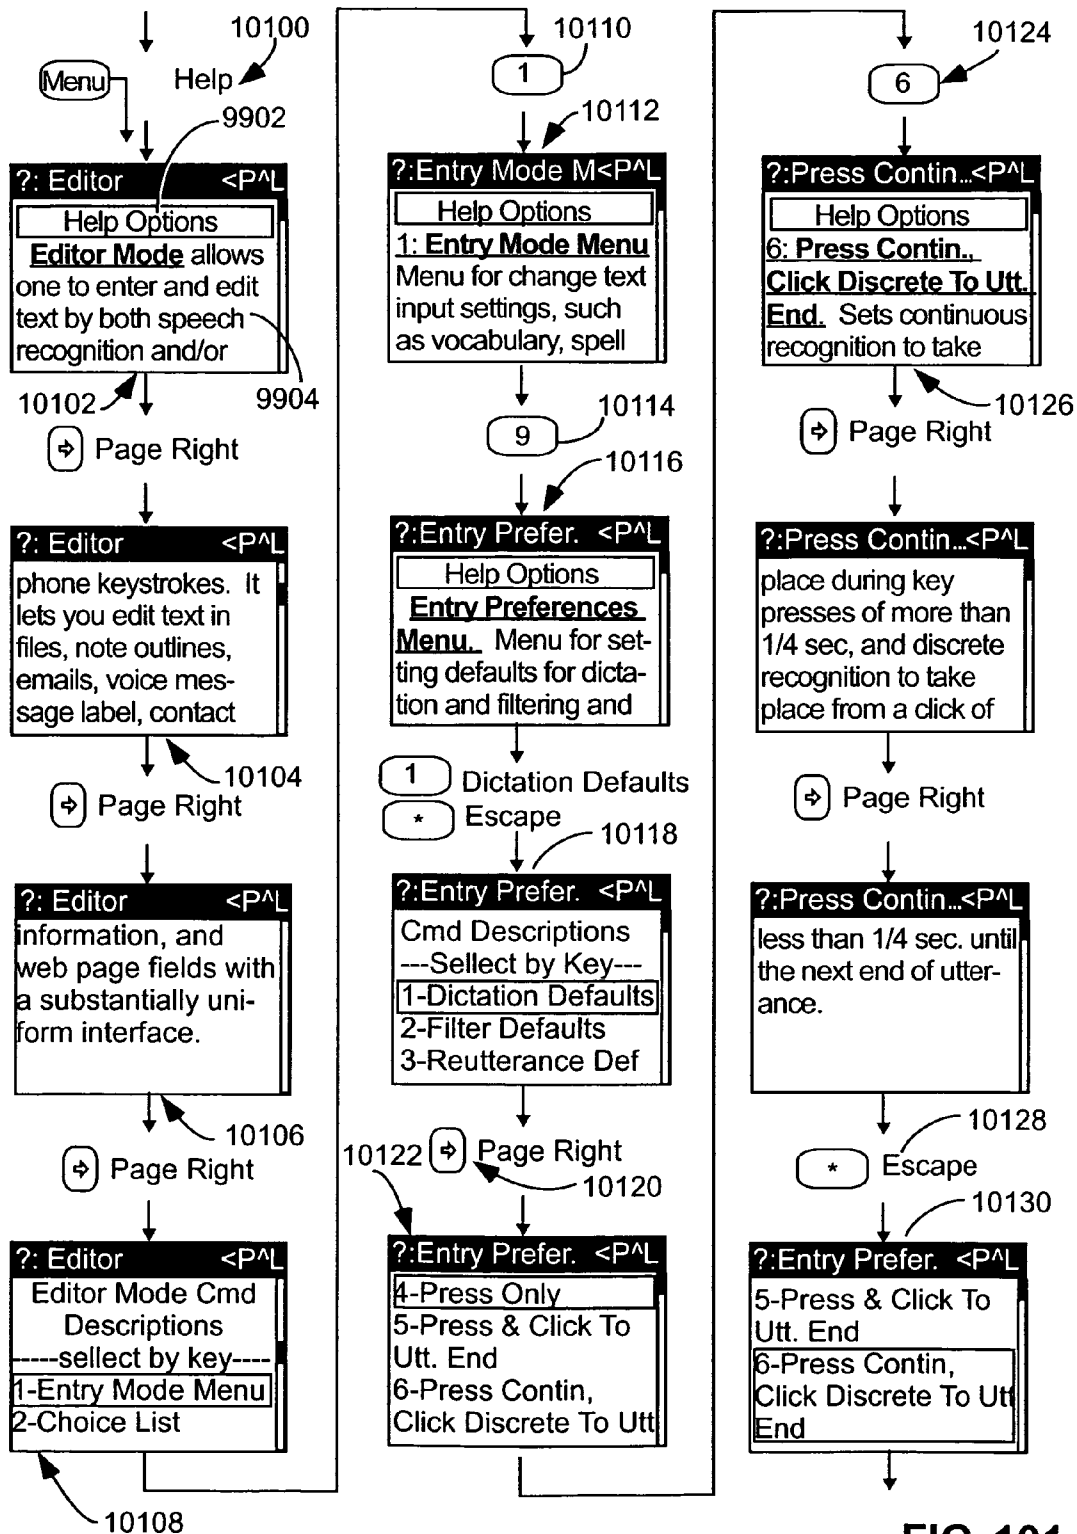 10100
Menu
Help
9902
?: Editor <P^L
Help Options
Editor Mode allows
one to enter and edit
text by both speech
recognition and/or
10102
9904
Page Right
?: Editor <P^L
phone keystrokes. It
lets you edit text in
files, note outlines,
emails, voice mes-
sage label, contact
10104
Page Right
?: Editor <P^L
information, and
web page fields with
a substantially uni-
form interface.
10106
Page Right
?: Editor <P^L
Editor Mode Cmd
Descriptions
-----sellect by key----
1-Entry Mode Menu
2-Choice List
10108
10110
1
10112
?:Entry Mode M<P^L
Help Options
1: Entry Mode Menu
Menu for change text
input settings, such
as vocabulary, spell
10114
9
10116
?:Entry Prefer. <P^L
Help Options
Entry Preferences
Menu. Menu for set-
ting defaults for dicta-
tion and filtering and
1 Dictation Defaults
* Escape
10118
?:Entry Prefer. <P^L
Cmd Descriptions
---Sellect by Key---
1-Dictation Defaults
2-Filter Defaults
3-Reutterance Def
10122
Page Right
10120
?:Entry Prefer. <P^L
4-Press Only
5-Press & Click To
Utt. End
6-Press Contin,
Click Discrete To Utt
10124
6
?:Press Contin...<P^L
Help Options
6: Press Contin.,
Click Discrete To Utt.
End. Sets continuous
recognition to take
10126
Page Right
?:Press Contin...<P^L
place during key
presses of more than
1/4 sec, and discrete
recognition to take
place from a click of
Page Right
?:Press Contin...<P^L
less than 1/4 sec. until
the next end of utter-
ance.
10128
* Escape
10130
?:Entry Prefer. <P^L
5-Press & Click To
Utt. End
6-Press Contin,
Click Discrete To Utt
End
FIG. 101